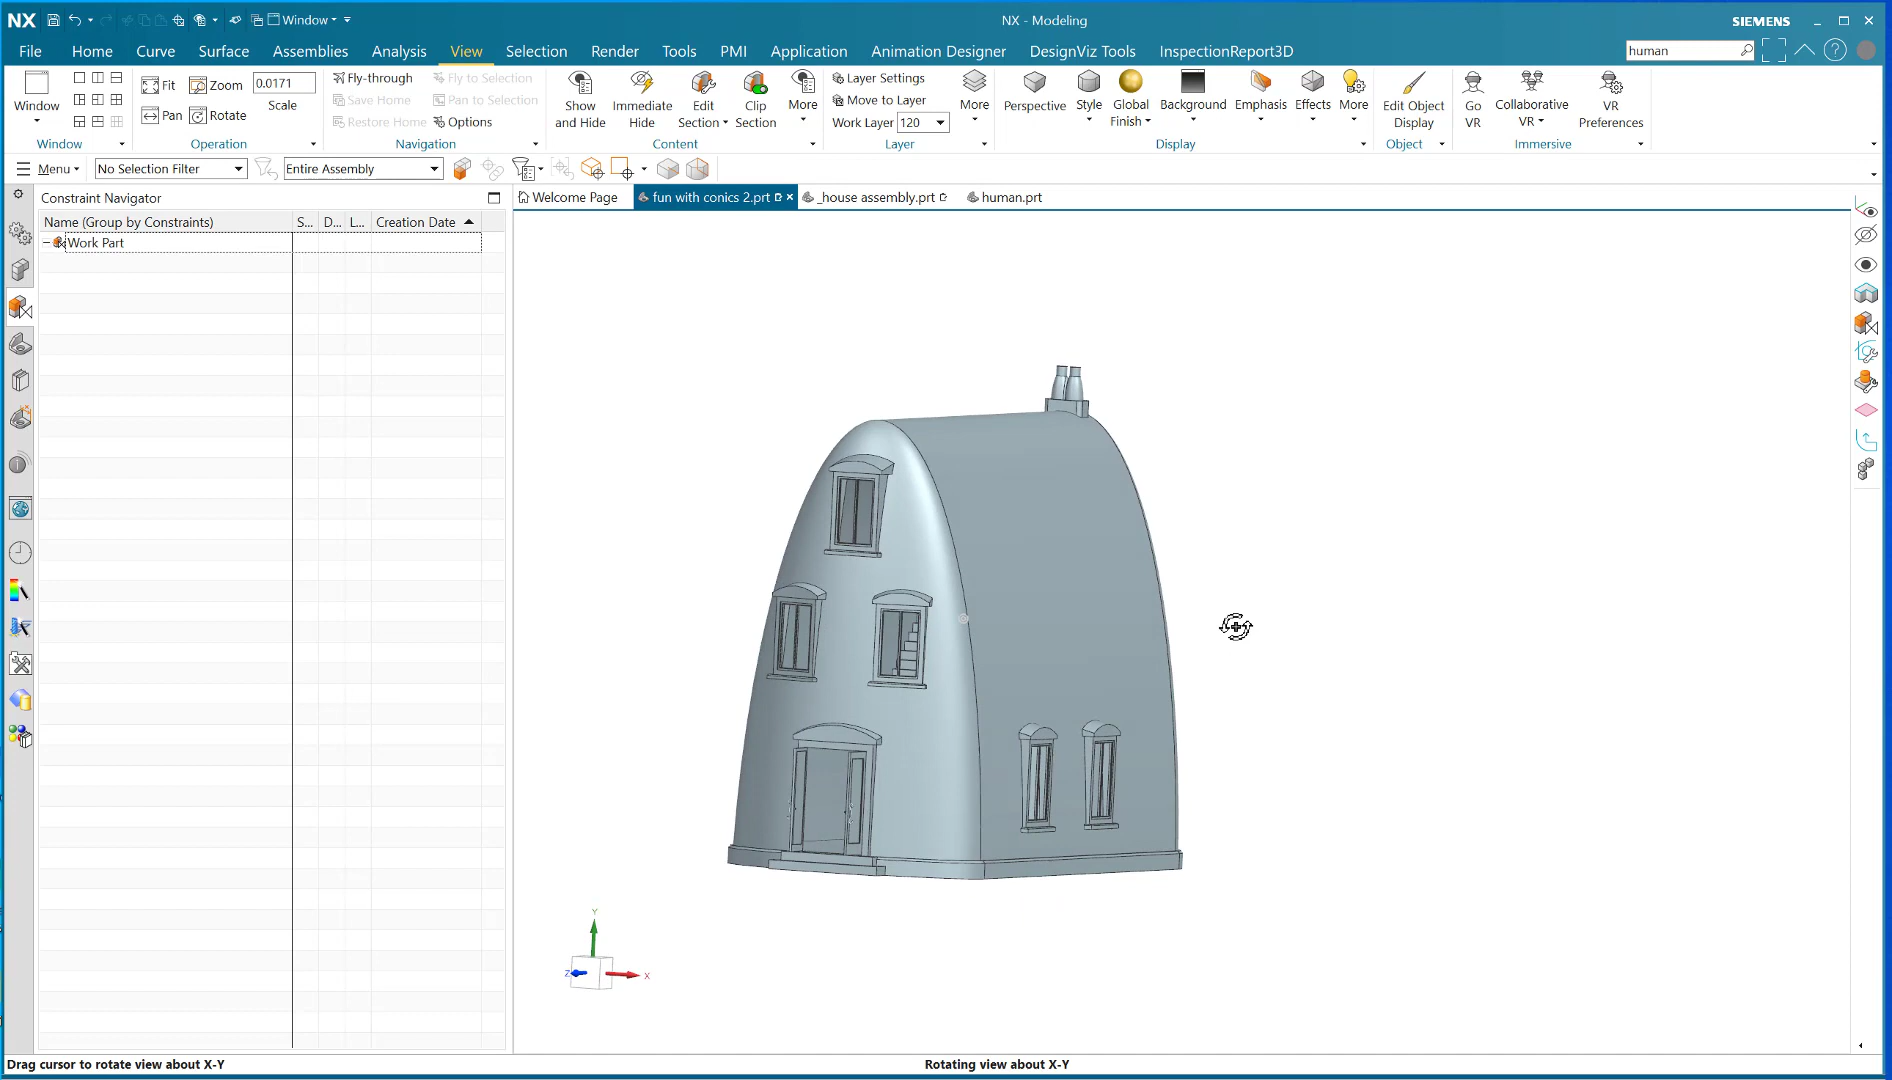 NX
Window
NX - Modeling
SIEMENS
File
Home
Curve
Surface
Assemblies
Analysis
View
Selection
Render
Tools
PMI
Application
Animation Designer
DesignViz Tools
InspectionReport3D
human
Window
Fit
Zoom
0.0171
Pan
Rotate
Scale
Fly-through
Fly to Selection
Save Home
Pan to Selection
Restore Home
Options
Show
and Hide
Immediate
Hide
Edit
Section
Clip
Section
More
Layer Settings
Move to Layer
Work Layer 120
More
Perspective
Style
Global
Finish
Background
Emphasis
Effects
More
Edit Object
Display
Go
VR
Collaborative
VR
VR
Preferences
Window
Operation
Navigation
Content
Layer
Display
Object
Immersive
Menu
No Selection Filter
Entire Assembly
Constraint Navigator
Welcome Page
fun with conics 2.prt
_house assembly.prt
human.prt
Name (Group by Constraints)
S...
D...
L...
Creation Date
Work Part
Y
Z
X
Drag cursor to rotate view about X-Y
Rotating view about X-Y